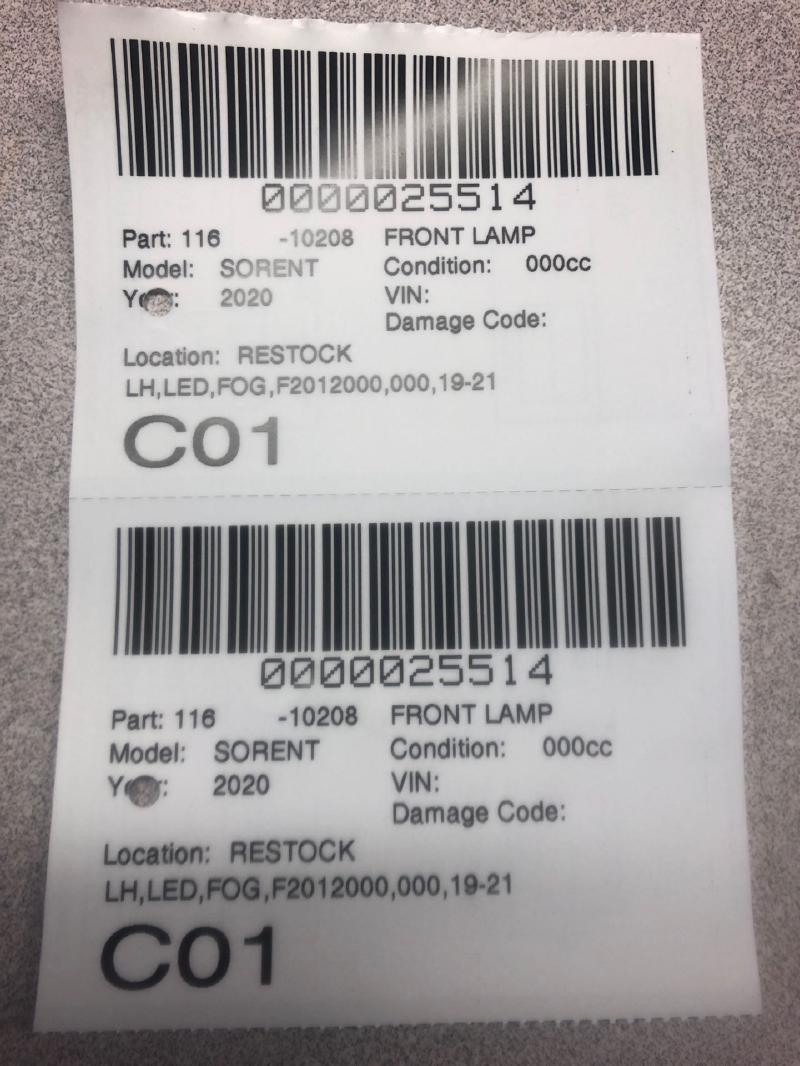 0000025514
Part: 116 -10208 FRONT LAMP
Model: SORENT Condition: 000cc
Year: 2020 VIN:
Damage Code:
Location: RESTOCK
LH,LED,FOG,F2012000,000,19-21
C01
0000025514
Part: 116 -10208 FRONT LAMP
Model: SORENT Condition: 000cc
Year: 2020 VIN:
Damage Code:
Location: RESTOCK
LH,LED,FOG,F2012000,000,19-21
C01